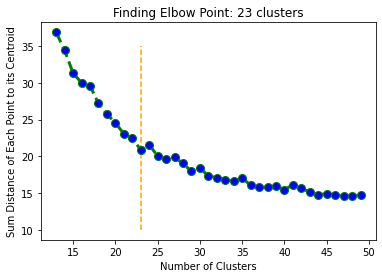 Finding Elbow Point: 23 clusters
Sum Distance of Each Point to its Centroid
35
30
25
20
15
10
15 20 25 30 35 40 45 50
Number of Clusters